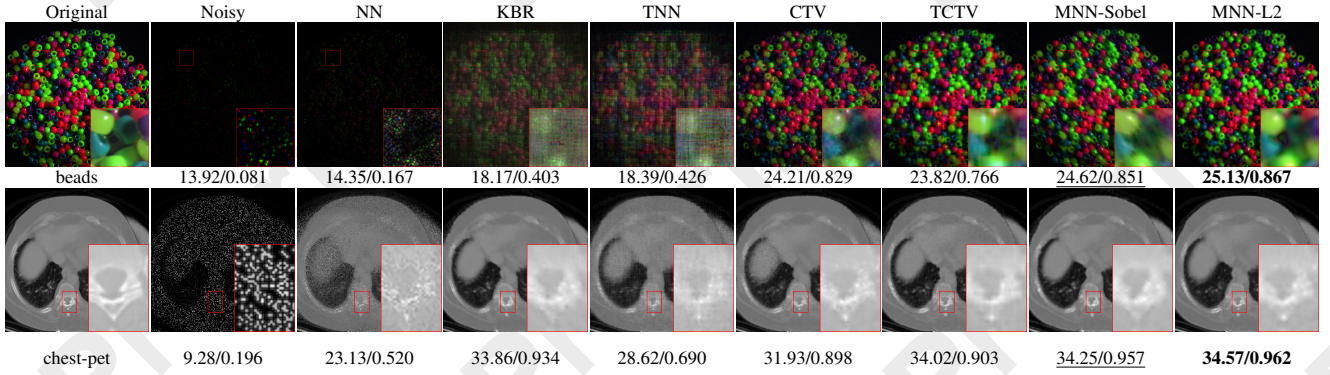 Original Noisy NN KBR TNN CTV TCTV MNN-Sobel MNN-L2
beads 13.92/0.081 14.35/0.167 18.17/0.403 18.39/0.426 24.21/0.829 23.82/0.766 24.62/0.851 25.13/0.867
chest-pet 9.28/0.196 23.13/0.520 33.86/0.934 28.62/0.690 31.93/0.898 34.02/0.903 34.25/0.957 34.57/0.962